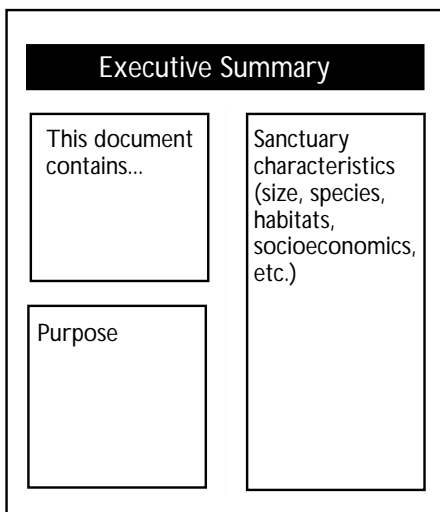 Executive Summary
This document
contains...
Purpose
Sanctuary
characteristics
(size, species,
habitats,
socioeconomics,
etc.)